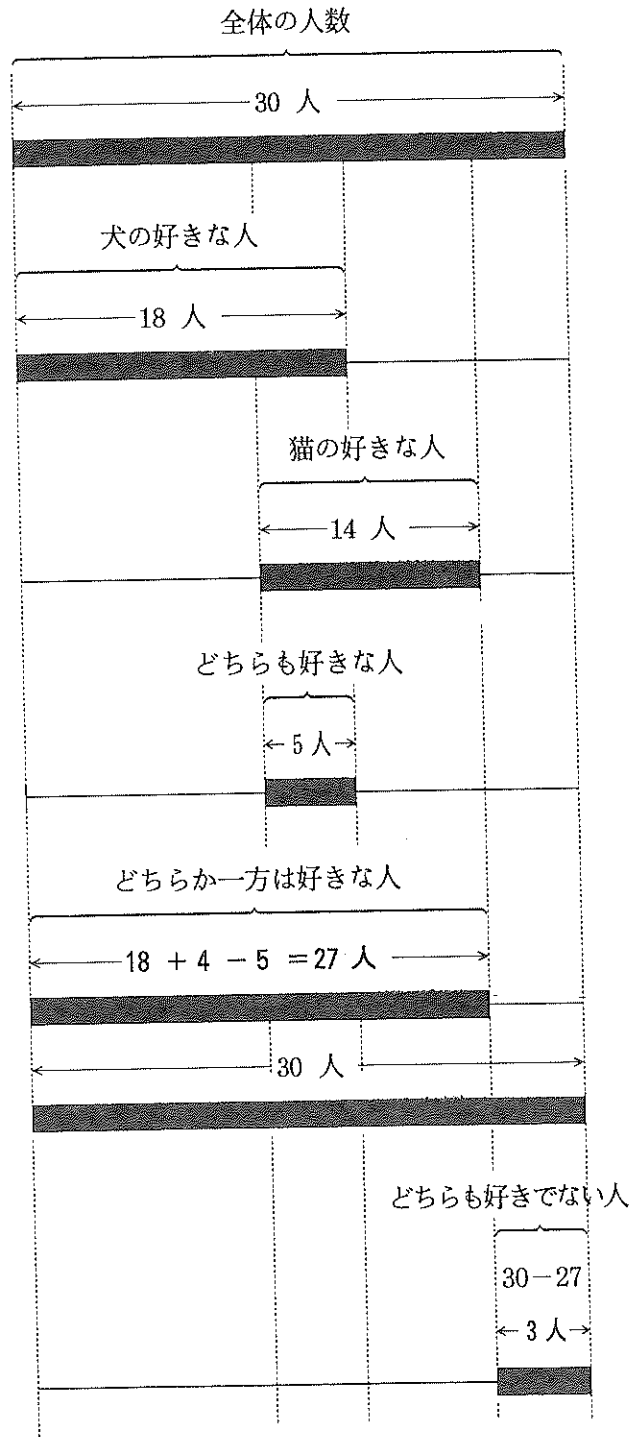 全体の人数
30 人
犬の好きな人
18 人
猫の好きな人
14 人
どちらも好きな人
5 人
どちらか一方は好きな人
18 + 4 - 5 = 27 人
30 人
どちらも好きでない人
30-27
3 人